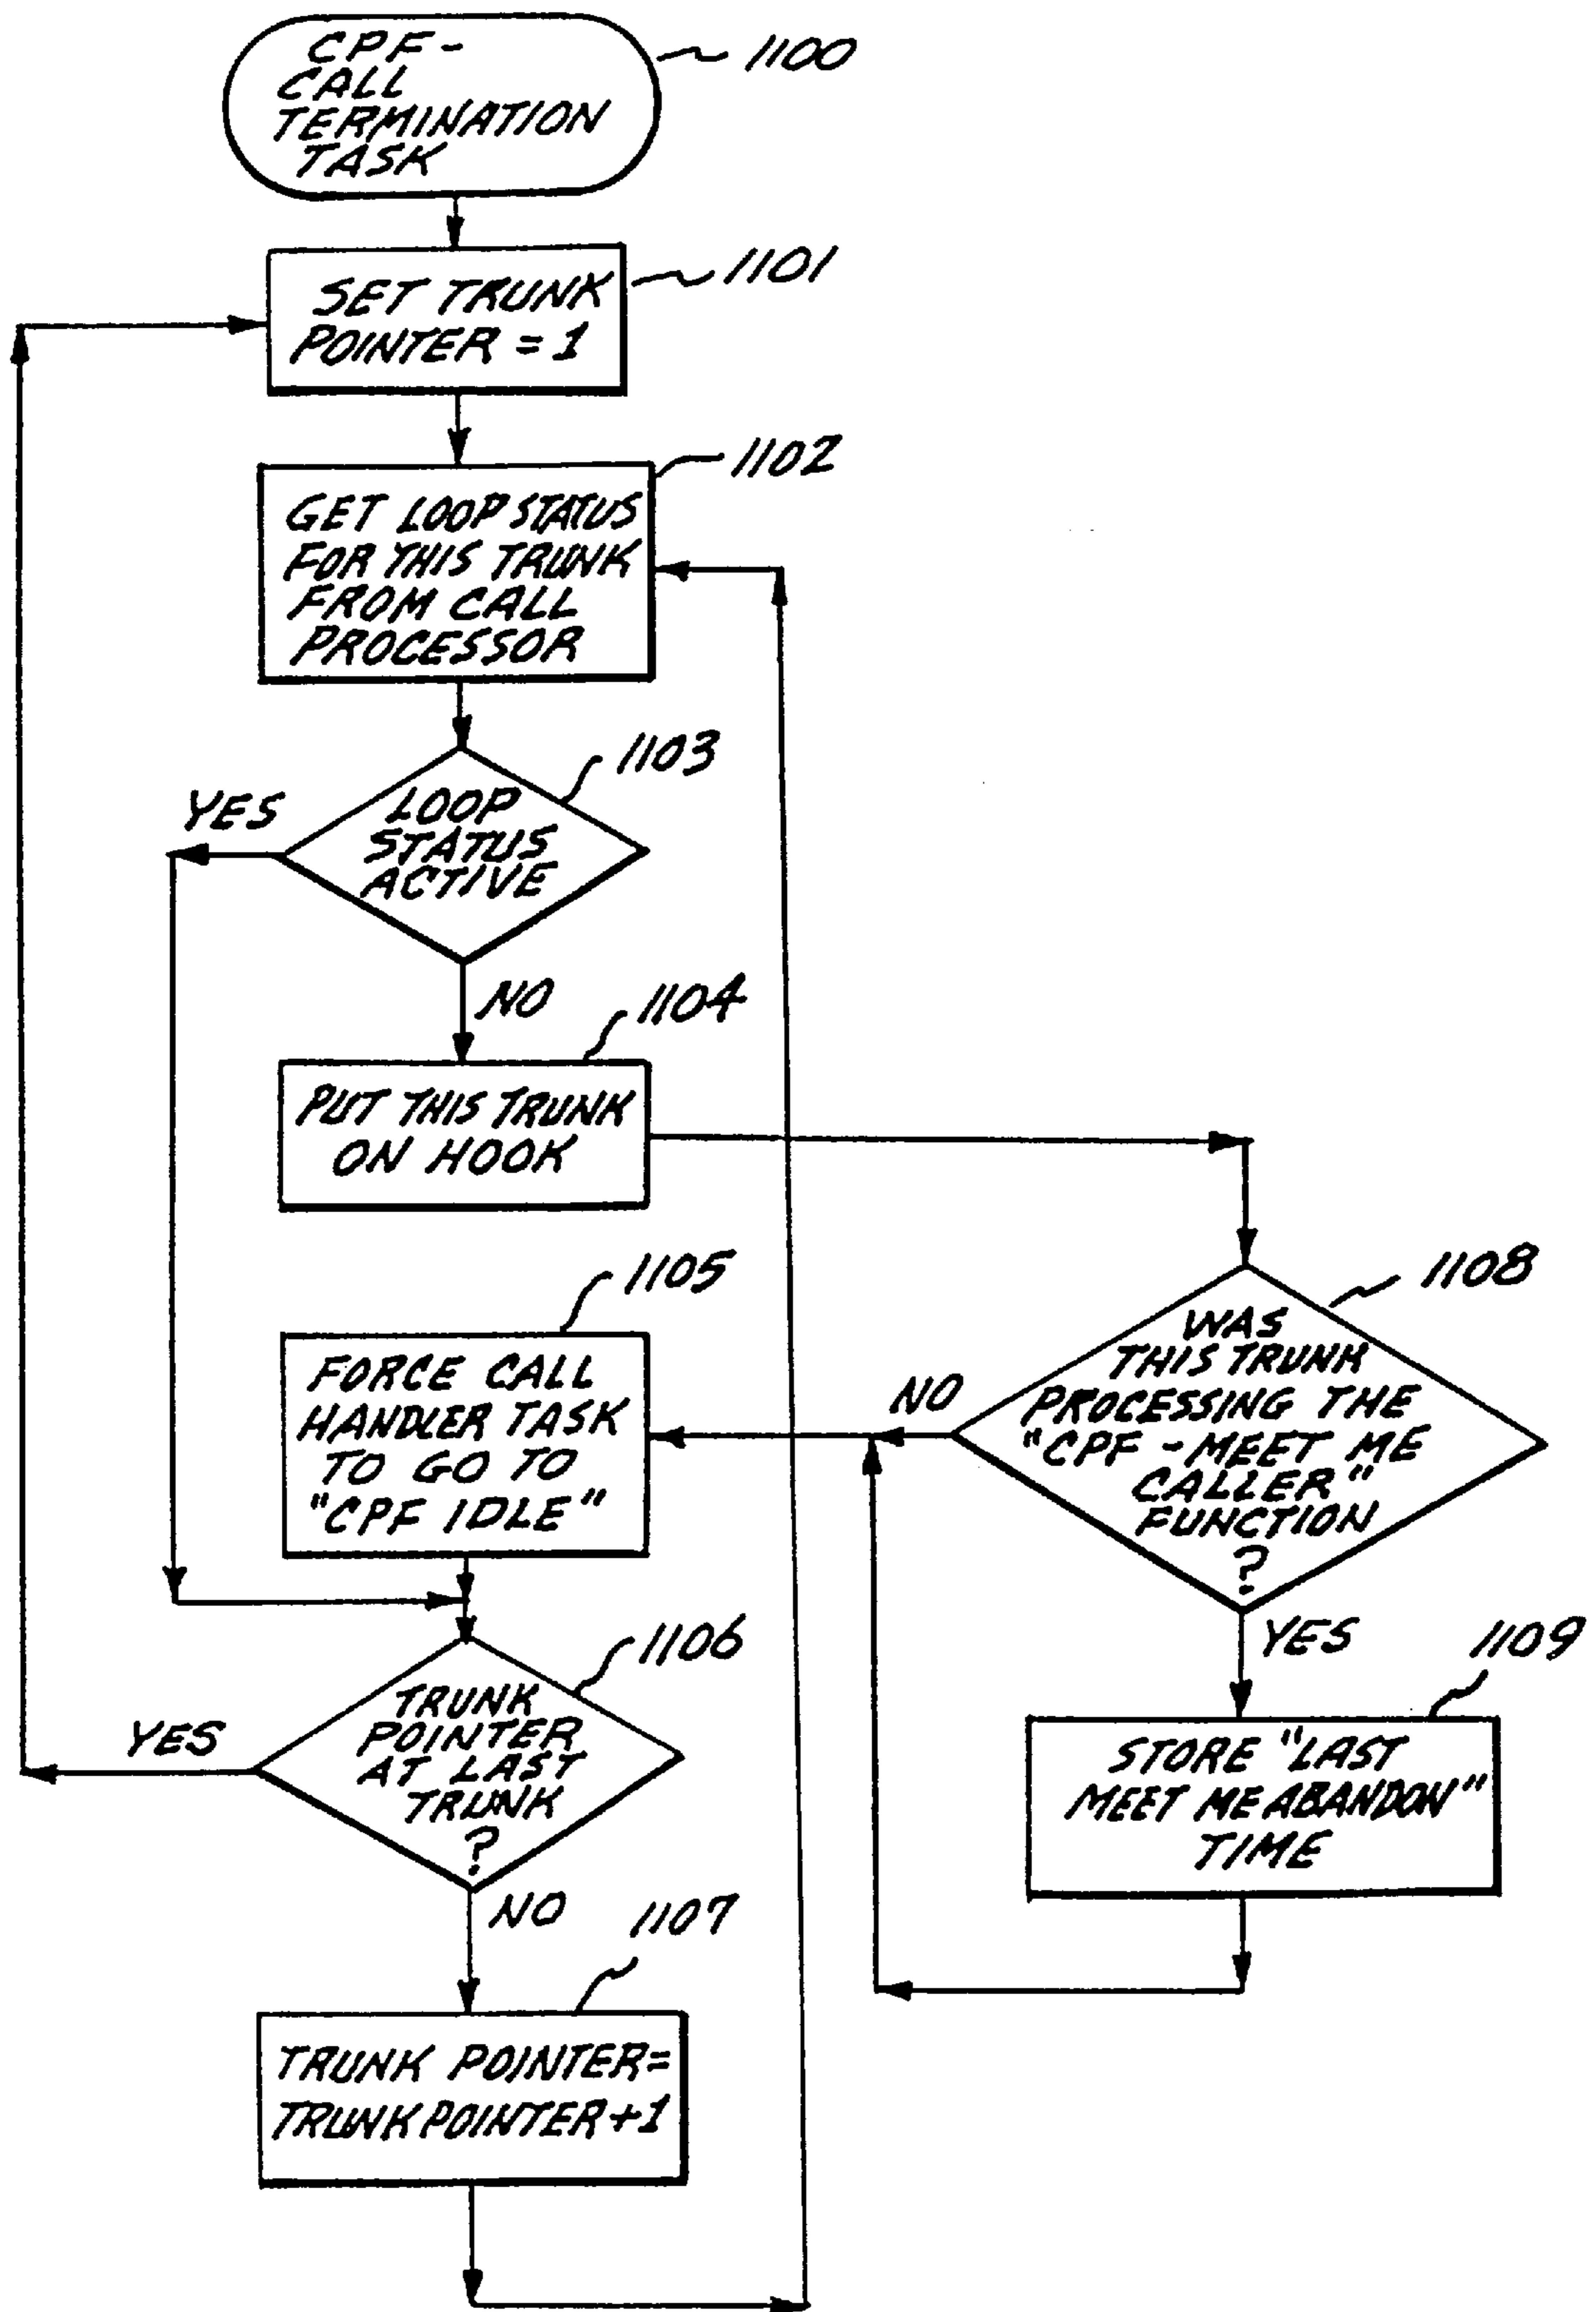 CPF-
CALL
TERMINATION
TASK
1100
SET TRUNK
POINTER = 1
1101
GET LOOP STATUS
FOR THIS TRUNK
FROM CALL
PROCESSOR
1102
LOOP
STATUS
ACTIVE
1103
YES
NO
PUT THIS TRUNK
ON HOOK
1104
WAS
THIS TRUNK
PROCESSING THE
"CPF - MEET ME
CALLER"
FUNCTION
?
1108
NO
YES
STORE "LAST
MEET ME ABANDON"
TIME
1109
FORCE CALL
HANDLER TASK
TO GO TO
"CPF IDLE"
1105
TRUNK
POINTER
AT LAST
TRUNK
?
1106
YES
NO
TRUNK POINTER=
TRUNK POINTER+1
1107